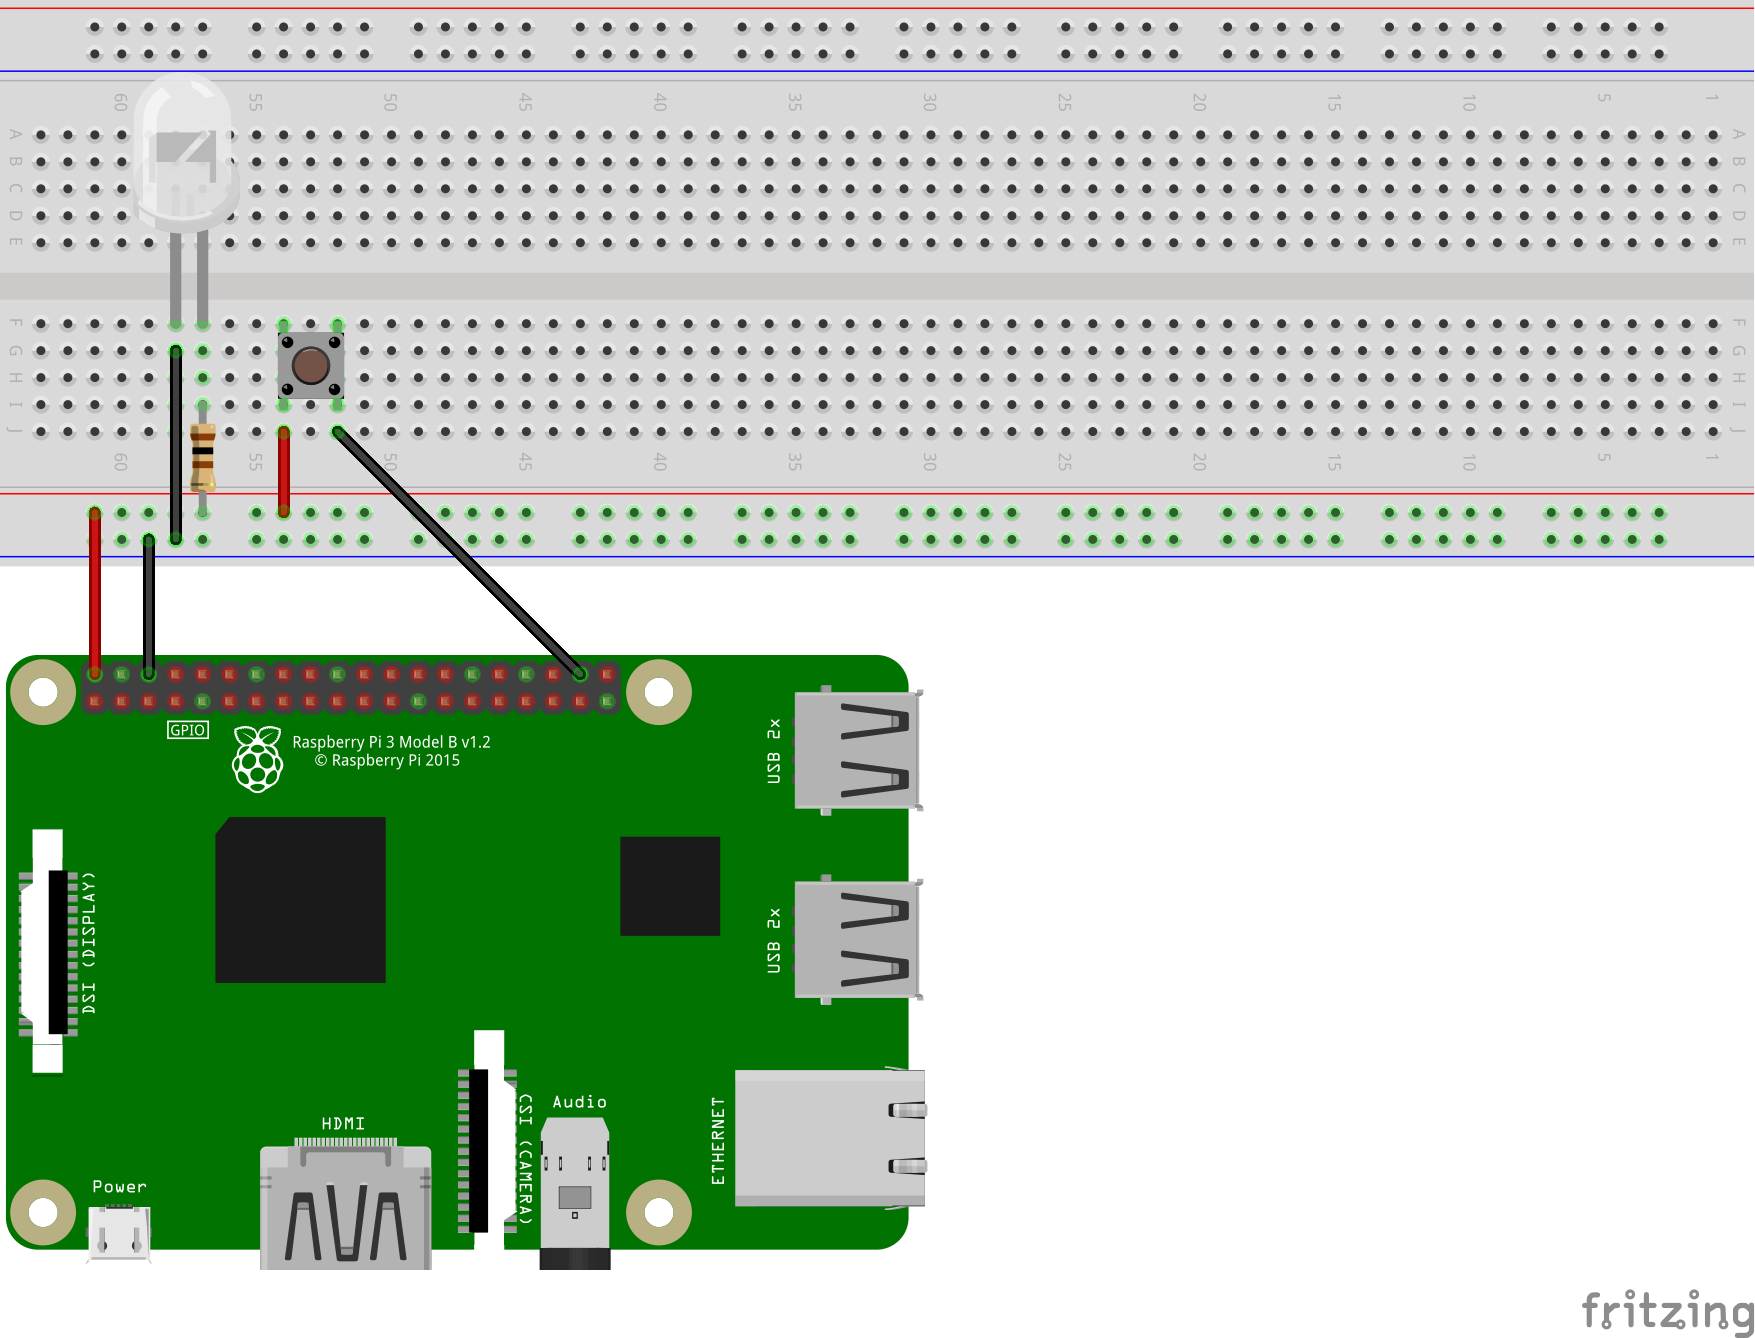 60 55 50 45 40 35 30 25 20 15 10 5 1
A A
B B
C C
D D
E E
F F
G G
H H
I I
J J
60 55 50 45 40 35 30 25 20 15 10 5 1
GPIO
Raspberry Pi 3 Model B v1.2
© Raspberry Pi 2015
USB 2x
DSI (DISPLAY)
USB 2x
HDMI
CSI (CAMERA)
Audio
ETHERNET
Power
fritzing